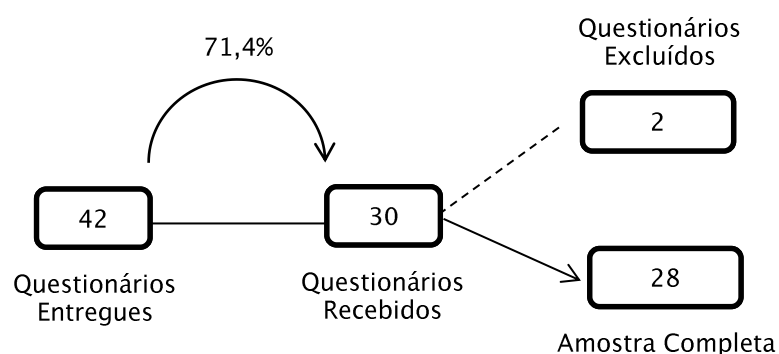 Questionários
Excluídos
71,4%
2
42
30
Questionários
Entregues
Questionários
Recebidos
28
Amostra Completa